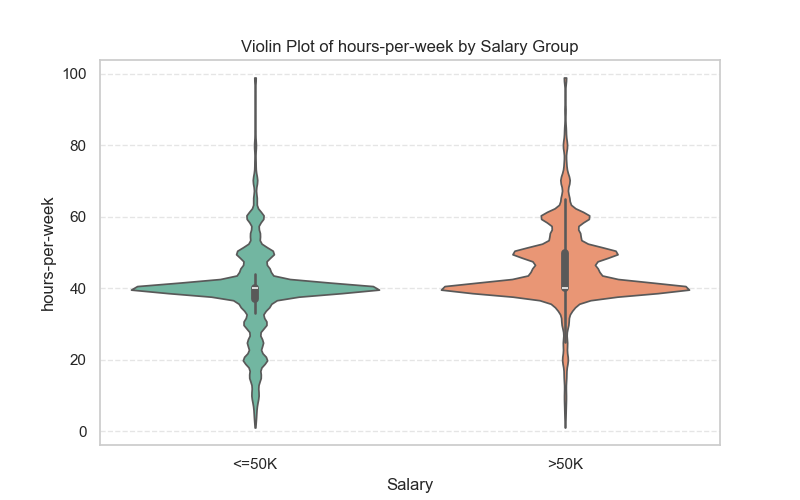 Violin Plot of hours-per-week by Salary Group
100
80
60
40
20
0
hours-per-week
<=50K
>50K
Salary